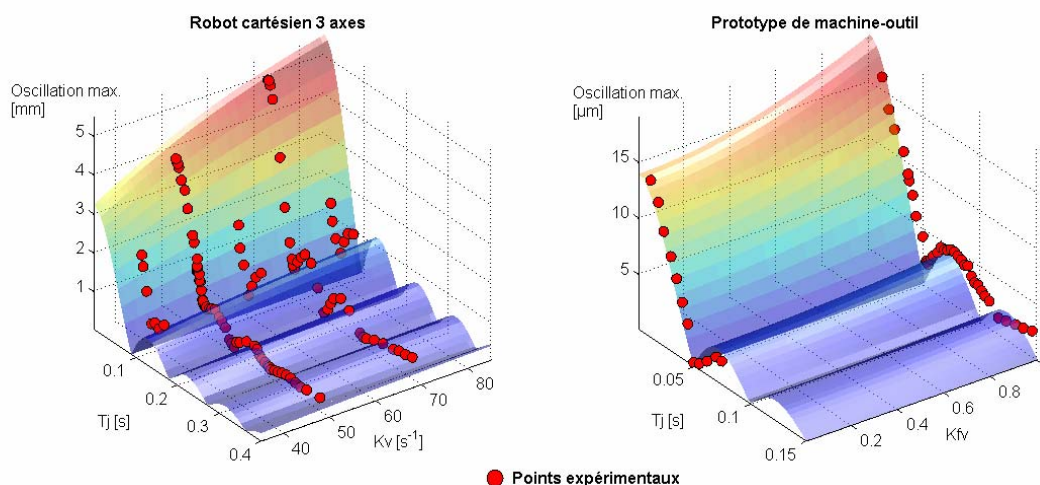 Robot cartésien 3 axes
Oscillation max.
[mm]
5
4
3
2
1
0.1
0.2
0.3
0.4
Tj [s]
40
50
60
70
80
Kv [s⁻¹]
Prototype de machine-outil
Oscillation max.
[µm]
15
10
5
0.05
0.1
0.15
Tj [s]
0.2
0.4
0.6
0.8
Kfv
Points expérimentaux